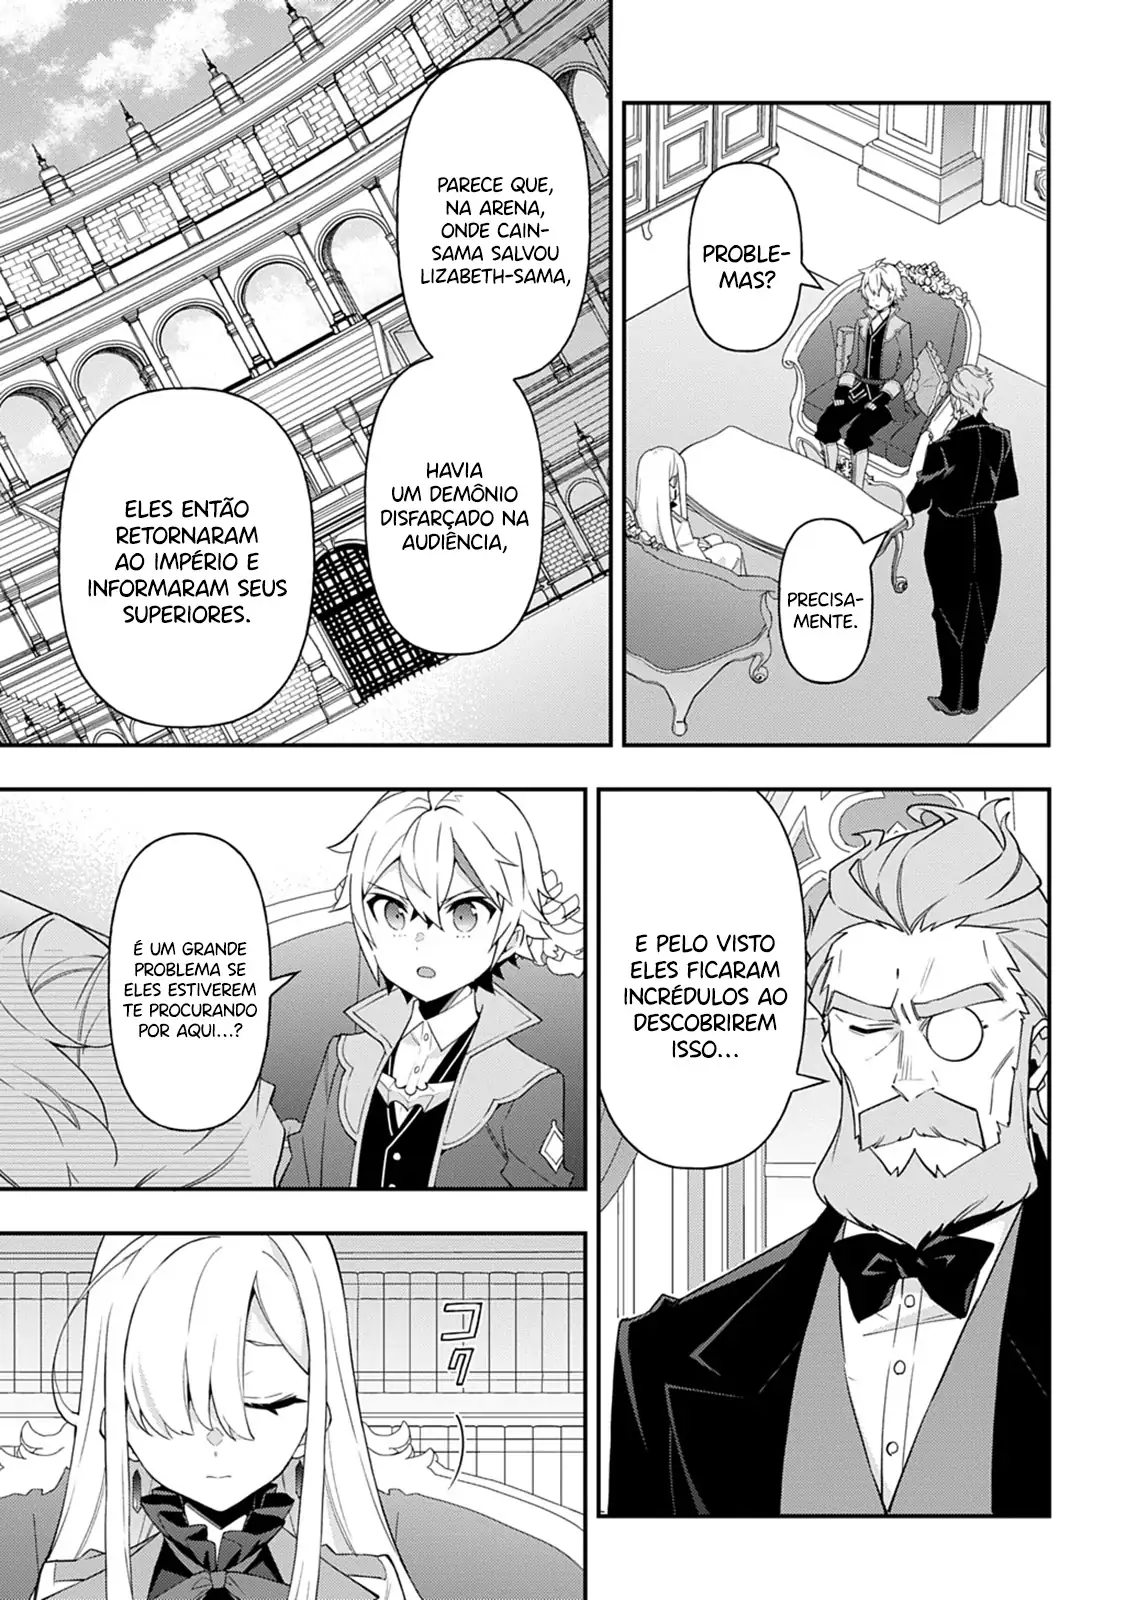 PROBLE-
MAS?
PRECISA-
MENTE.
PARECE QUE,
NA ARENA,
ONDE CAIN-
SAMA SALVOU
LIZABETH-SAMA,
HAVIA
UM DEMÔNIO
DISFARÇADO NA
AUDIÊNCIA,
ELES ENTÃO
RETORNARAM
AO IMPÉRIO E
INFORMARAM SEUS
SUPERIORES.
E PELO VISTO
ELES FICARAM
INCRÉDULOS AO
DESCOBRIREM
ISSO...
É UM GRANDE
PROBLEMA SE
ELES ESTIVEREM
TE PROCURANDO
POR AQUI...?
コク